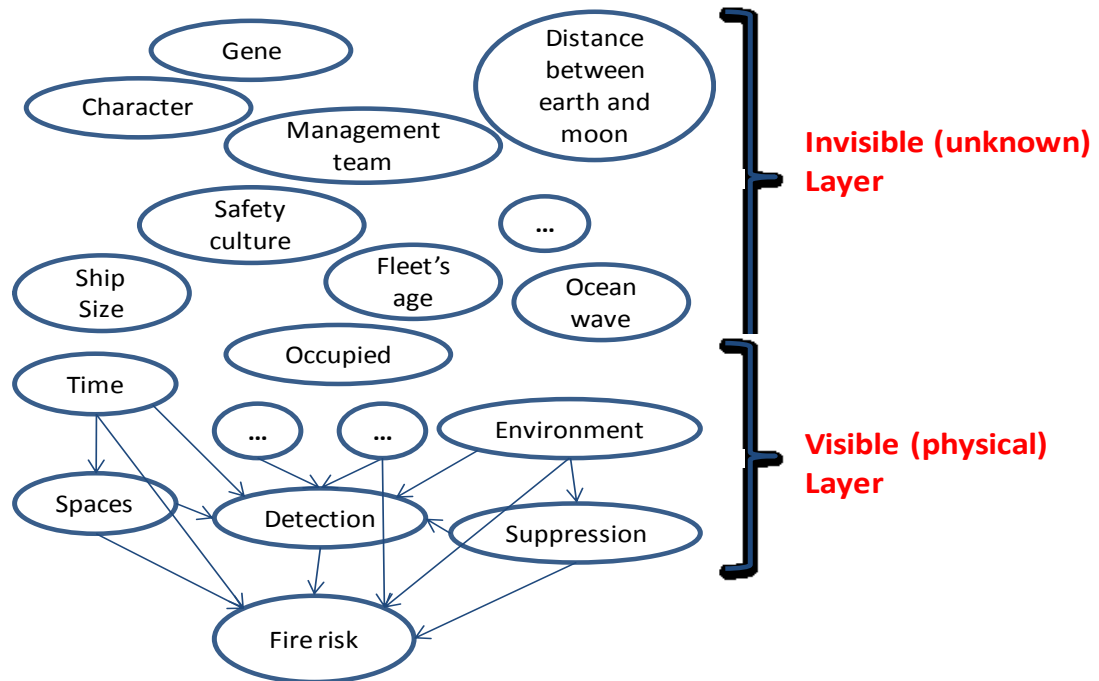 Gene
Distance
between
earth and
moon
Character
Management
team
Invisible (unknown)
Layer
Safety
culture
...
Fleet's
age
Ship
Size
Ocean
wave
Occupied
Time
...
...
Environment
Visible (physical)
Layer
Spaces
Detection
Suppression
Fire risk